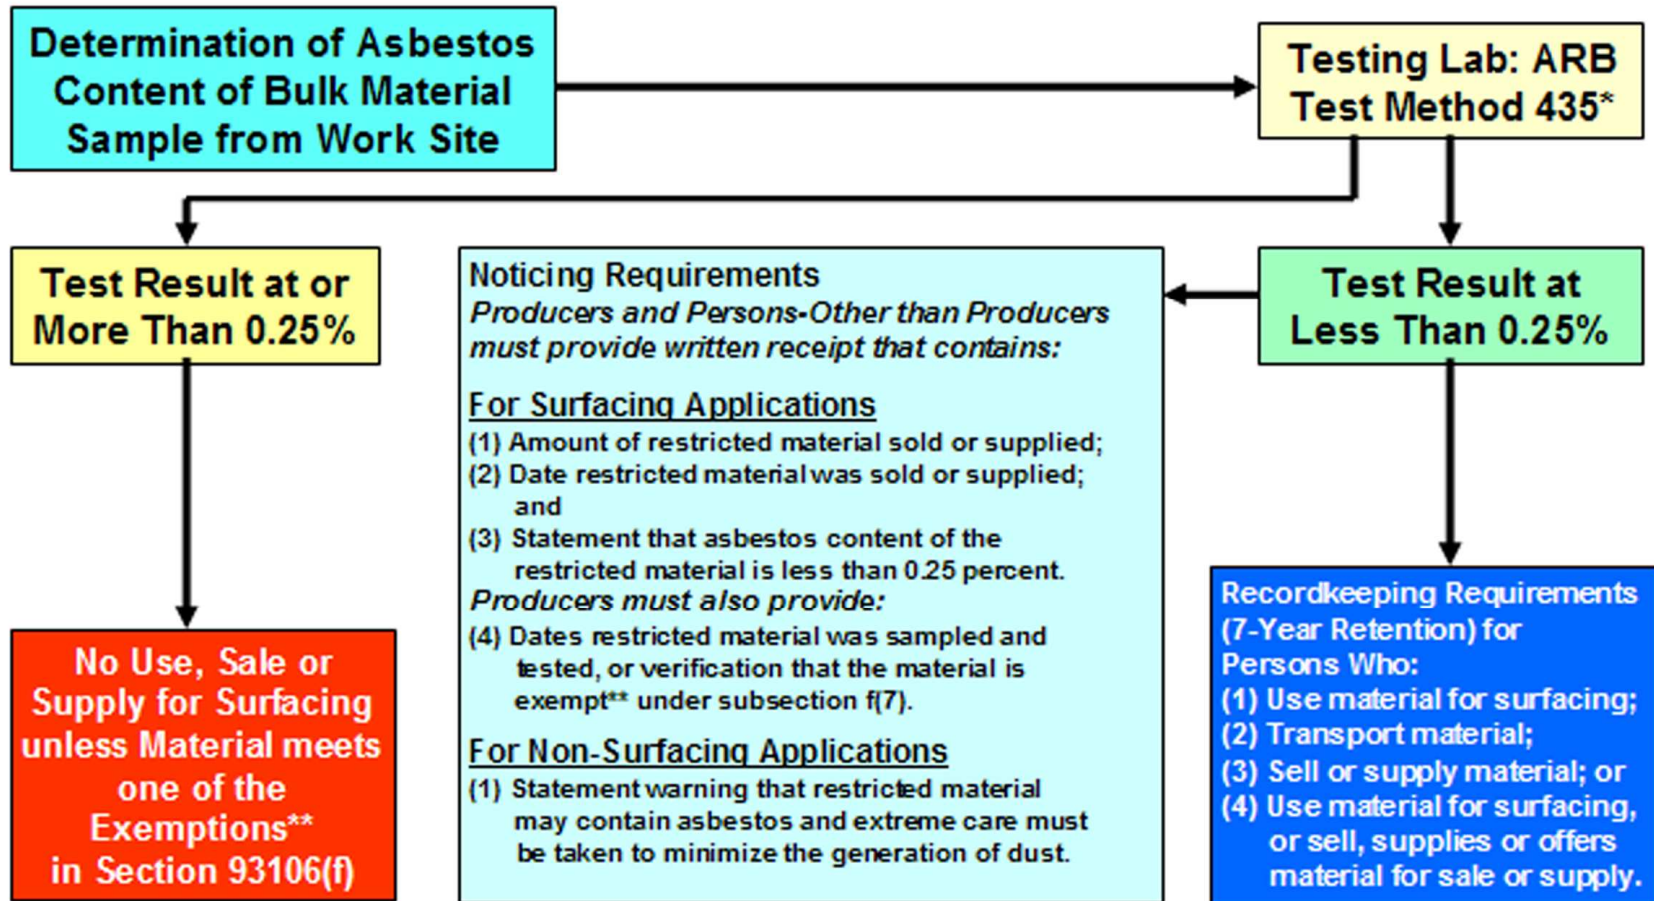 Determination of Asbestos
Content of Bulk Material
Sample from Work Site
Testing Lab: ARB
Test Method 435*
Test Result at or
More Than 0.25%
Noticing Requirements
Producers and Persons-Other than Producers
must provide written receipt that contains:
For Surfacing Applications
(1) Amount of restricted material sold or supplied;
(2) Date restricted material was sold or supplied;
and
(3) Statement that asbestos content of the
restricted material is less than 0.25 percent.
Producers must also provide:
(4) Dates restricted material was sampled and
tested, or verification that the material is
exempt** under subsection f(7).
For Non-Surfacing Applications
(1) Statement warning that restricted material
may contain asbestos and extreme care must
be taken to minimize the generation of dust.
Test Result at
Less Than 0.25%
No Use, Sale or
Supply for Surfacing
unless Material meets
one of the
Exemptions**
in Section 93106(f)
Recordkeeping Requirements
(7-Year Retention) for
Persons Who:
(1) Use material for surfacing;
(2) Transport material;
(3) Sell or supply material; or
(4) Use material for surfacing,
or sell, supplies or offers
material for sale or supply.